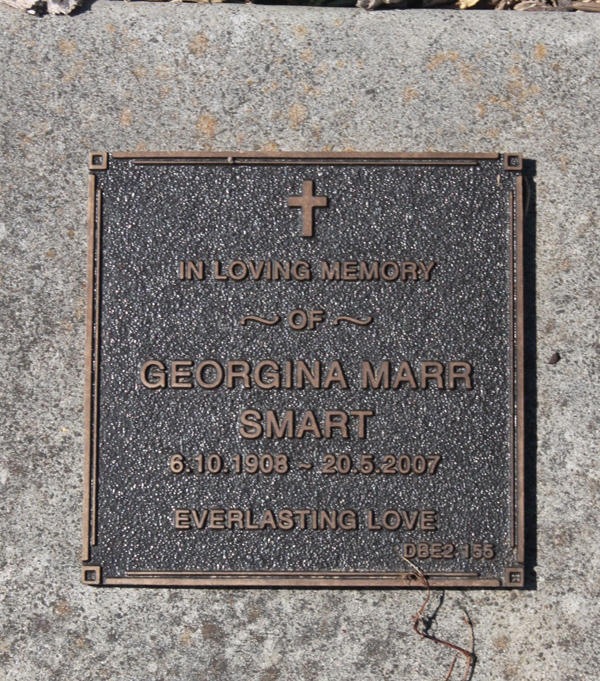 IN LOVING MEMORY
~ OF ~
GEORGINA MARR
SMART
6.10.1908 ~ 20.5.2007
EVERLASTING LOVE
DBE2 155